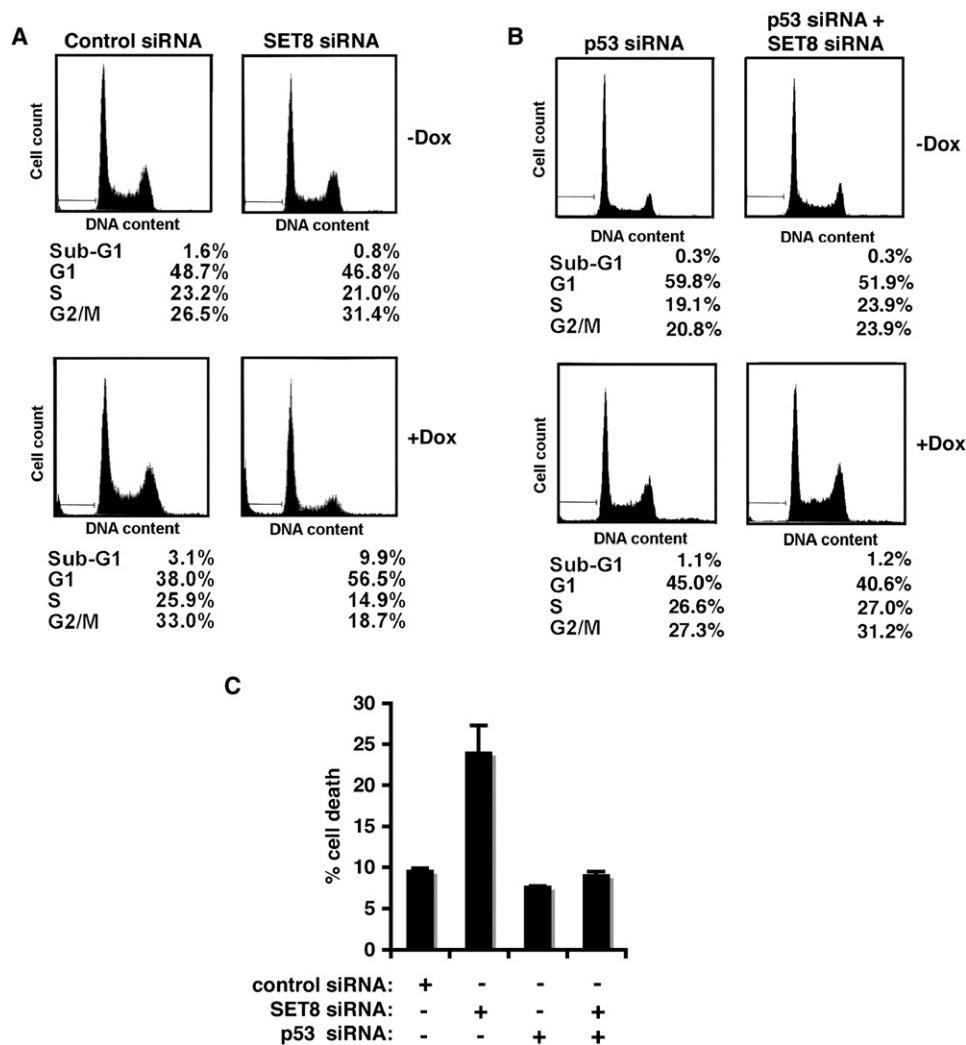 A
Control siRNA SET8 siRNA
Cell count
-Dox
DNA content DNA content
Sub-G1 1.6% 0.8%
G1 48.7% 46.8%
S 23.2% 21.0%
G2/M 26.5% 31.4%
Cell count
+Dox
DNA content DNA content
Sub-G1 3.1% 9.9%
G1 38.0% 56.5%
S 25.9% 14.9%
G2/M 33.0% 18.7%
B
p53 siRNA p53 siRNA +
SET8 siRNA
Cell count
-Dox
DNA content DNA content
Sub-G1 0.3% 0.3%
G1 59.8% 51.9%
S 19.1% 23.9%
G2/M 20.8% 23.9%
Cell count
+Dox
DNA content DNA content
Sub-G1 1.1% 1.2%
G1 45.0% 40.6%
S 26.6% 27.0%
G2/M 27.3% 31.2%
C
% cell death
30
25
20
15
10
5
0
control siRNA: + - - -
SET8 siRNA: - + - +
p53 siRNA: - - + +